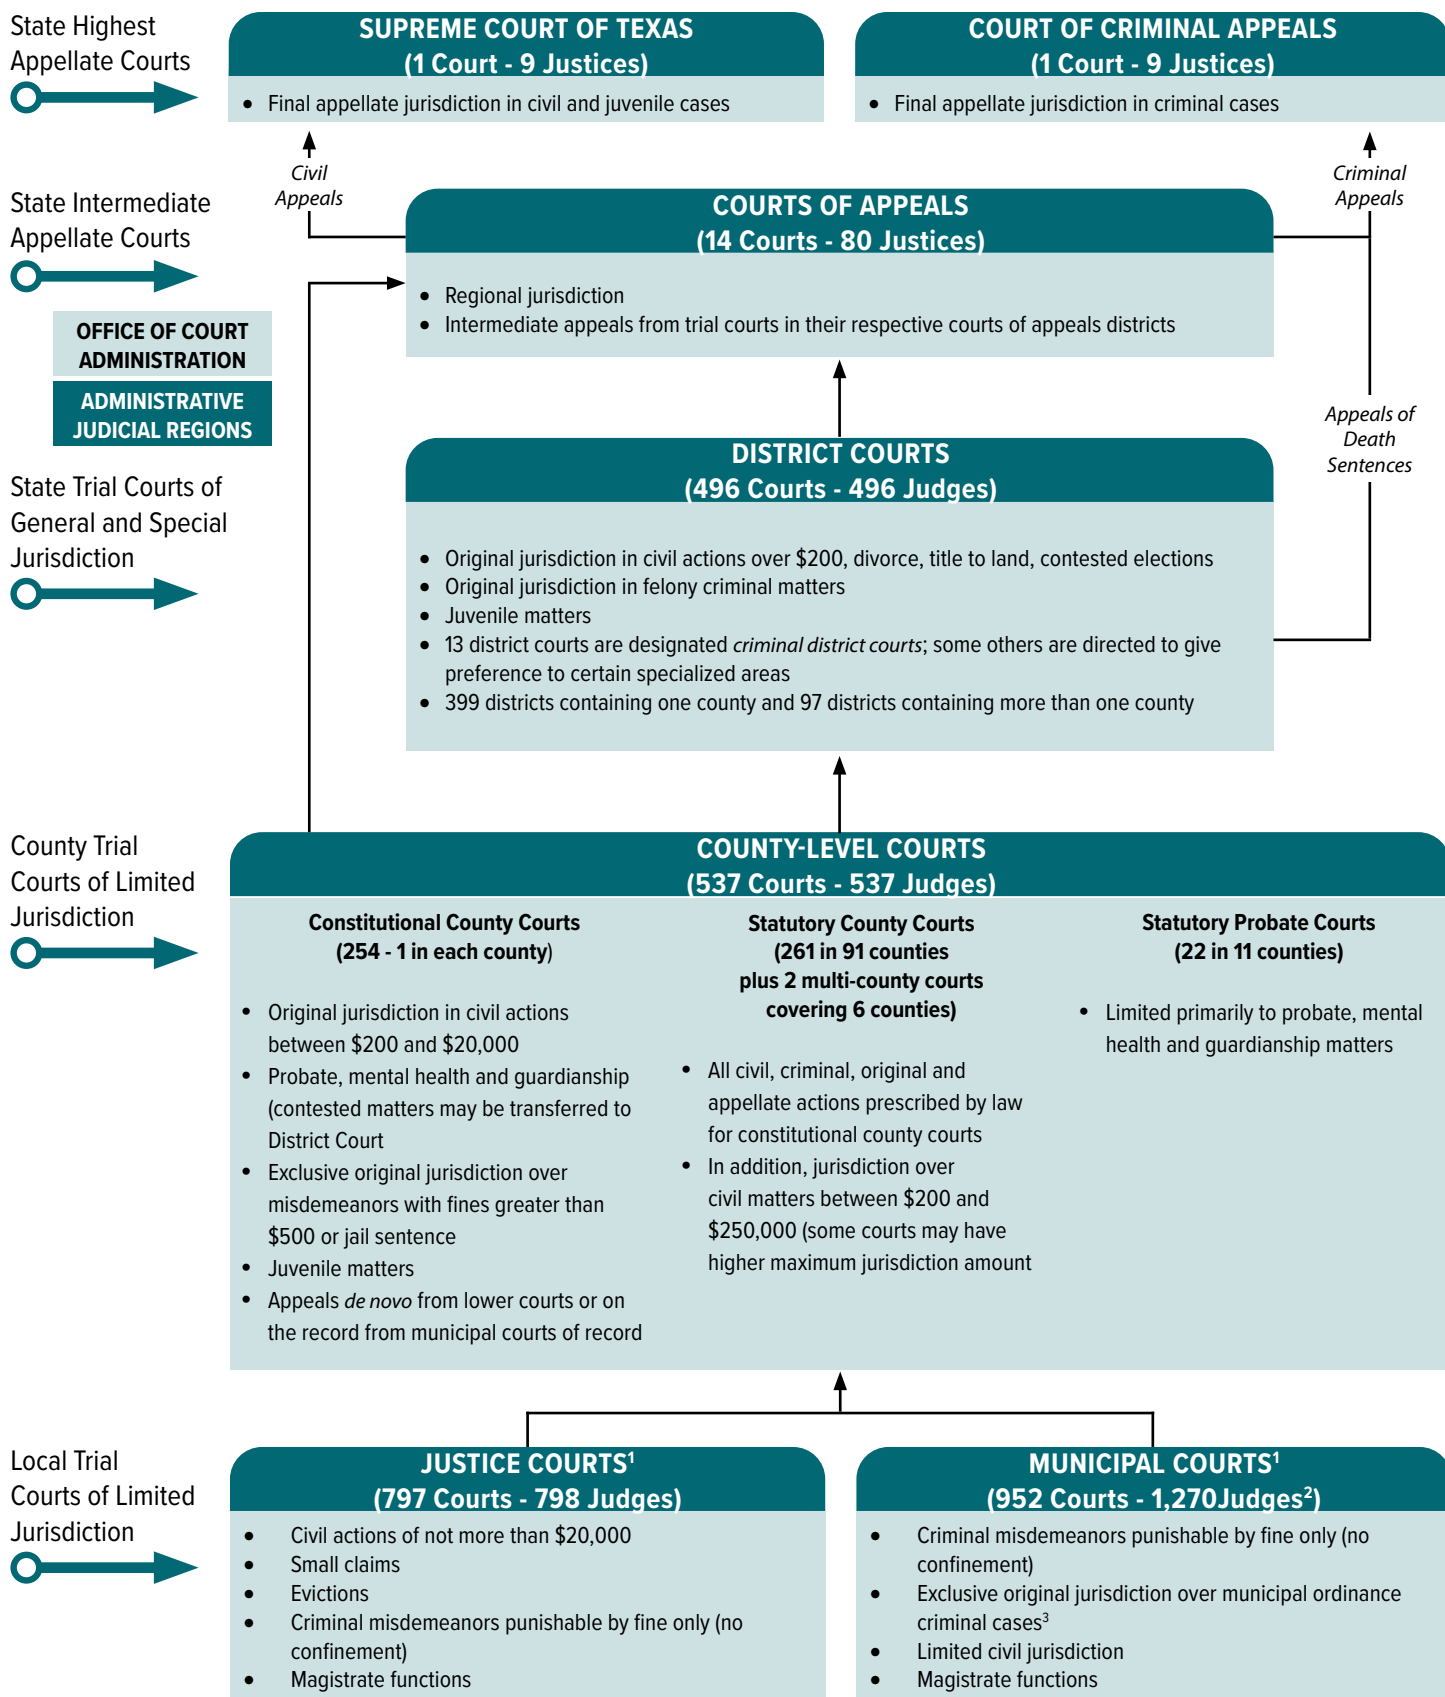 State Highest
Appellate Courts
SUPREME COURT OF TEXAS
(1 Court - 9 Justices)
• Final appellate jurisdiction in civil and juvenile cases
COURT OF CRIMINAL APPEALS
(1 Court - 9 Justices)
• Final appellate jurisdiction in criminal cases
Civil
Appeals
Criminal
Appeals
State Intermediate
Appellate Courts
COURTS OF APPEALS
(14 Courts - 80 Justices)
• Regional jurisdiction
• Intermediate appeals from trial courts in their respective courts of appeals districts
OFFICE OF COURT
ADMINISTRATION
ADMINISTRATIVE
JUDICIAL REGIONS
Appeals of
Death
Sentences
State Trial Courts of
General and Special
Jurisdiction
DISTRICT COURTS
(496 Courts - 496 Judges)
• Original jurisdiction in civil actions over $200, divorce, title to land, contested elections
• Original jurisdiction in felony criminal matters
• Juvenile matters
• 13 district courts are designated criminal district courts; some others are directed to give
preference to certain specialized areas
• 399 districts containing one county and 97 districts containing more than one county
County Trial
Courts of Limited
Jurisdiction
COUNTY-LEVEL COURTS
(537 Courts - 537 Judges)
Constitutional County Courts
(254 - 1 in each county)
• Original jurisdiction in civil actions
between $200 and $20,000
• Probate, mental health and guardianship
(contested matters may be transferred to
District Court
• Exclusive original jurisdiction over
misdemeanors with fines greater than
$500 or jail sentence
• Juvenile matters
• Appeals de novo from lower courts or on
the record from municipal courts of record
Statutory County Courts
(261 in 91 counties
plus 2 multi-county courts
covering 6 counties)
• All civil, criminal, original and
appellate actions prescribed by law
for constitutional county courts
• In addition, jurisdiction over
civil matters between $200 and
$250,000 (some courts may have
higher maximum jurisdiction amount
Statutory Probate Courts
(22 in 11 counties)
• Limited primarily to probate, mental
health and guardianship matters
Local Trial
Courts of Limited
Jurisdiction
JUSTICE COURTS¹
(797 Courts - 798 Judges)
• Civil actions of not more than $20,000
• Small claims
• Evictions
• Criminal misdemeanors punishable by fine only (no
confinement)
• Magistrate functions
MUNICIPAL COURTS¹
(952 Courts - 1,270Judges²)
• Criminal misdemeanors punishable by fine only (no
confinement)
• Exclusive original jurisdiction over municipal ordinance
criminal cases³
• Limited civil jurisdiction
• Magistrate functions